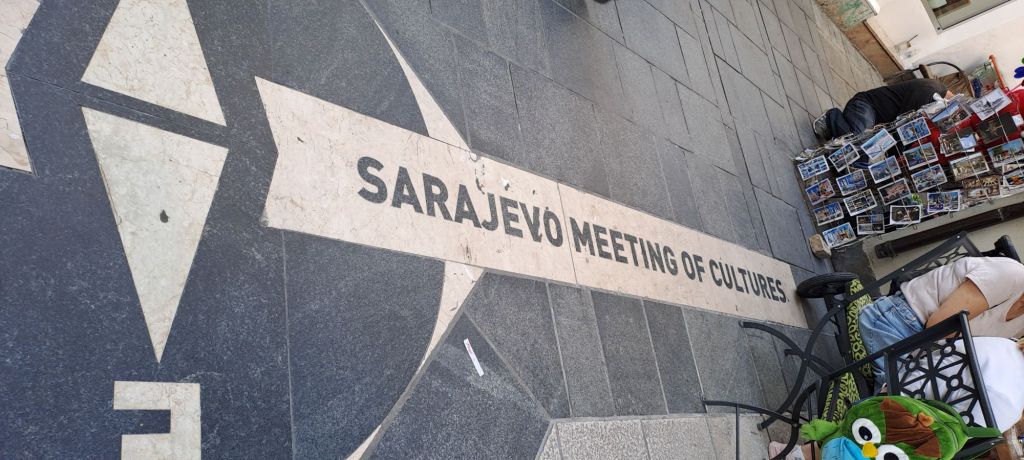 SARAJEVO MEETING OF CULTURES